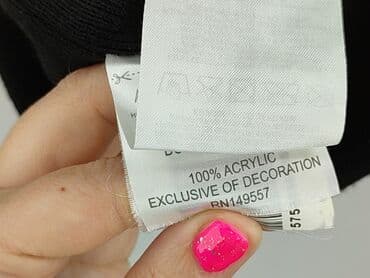 100% ACRYLIC
EXCLUSIVE OF DECORATION
RN149557
575